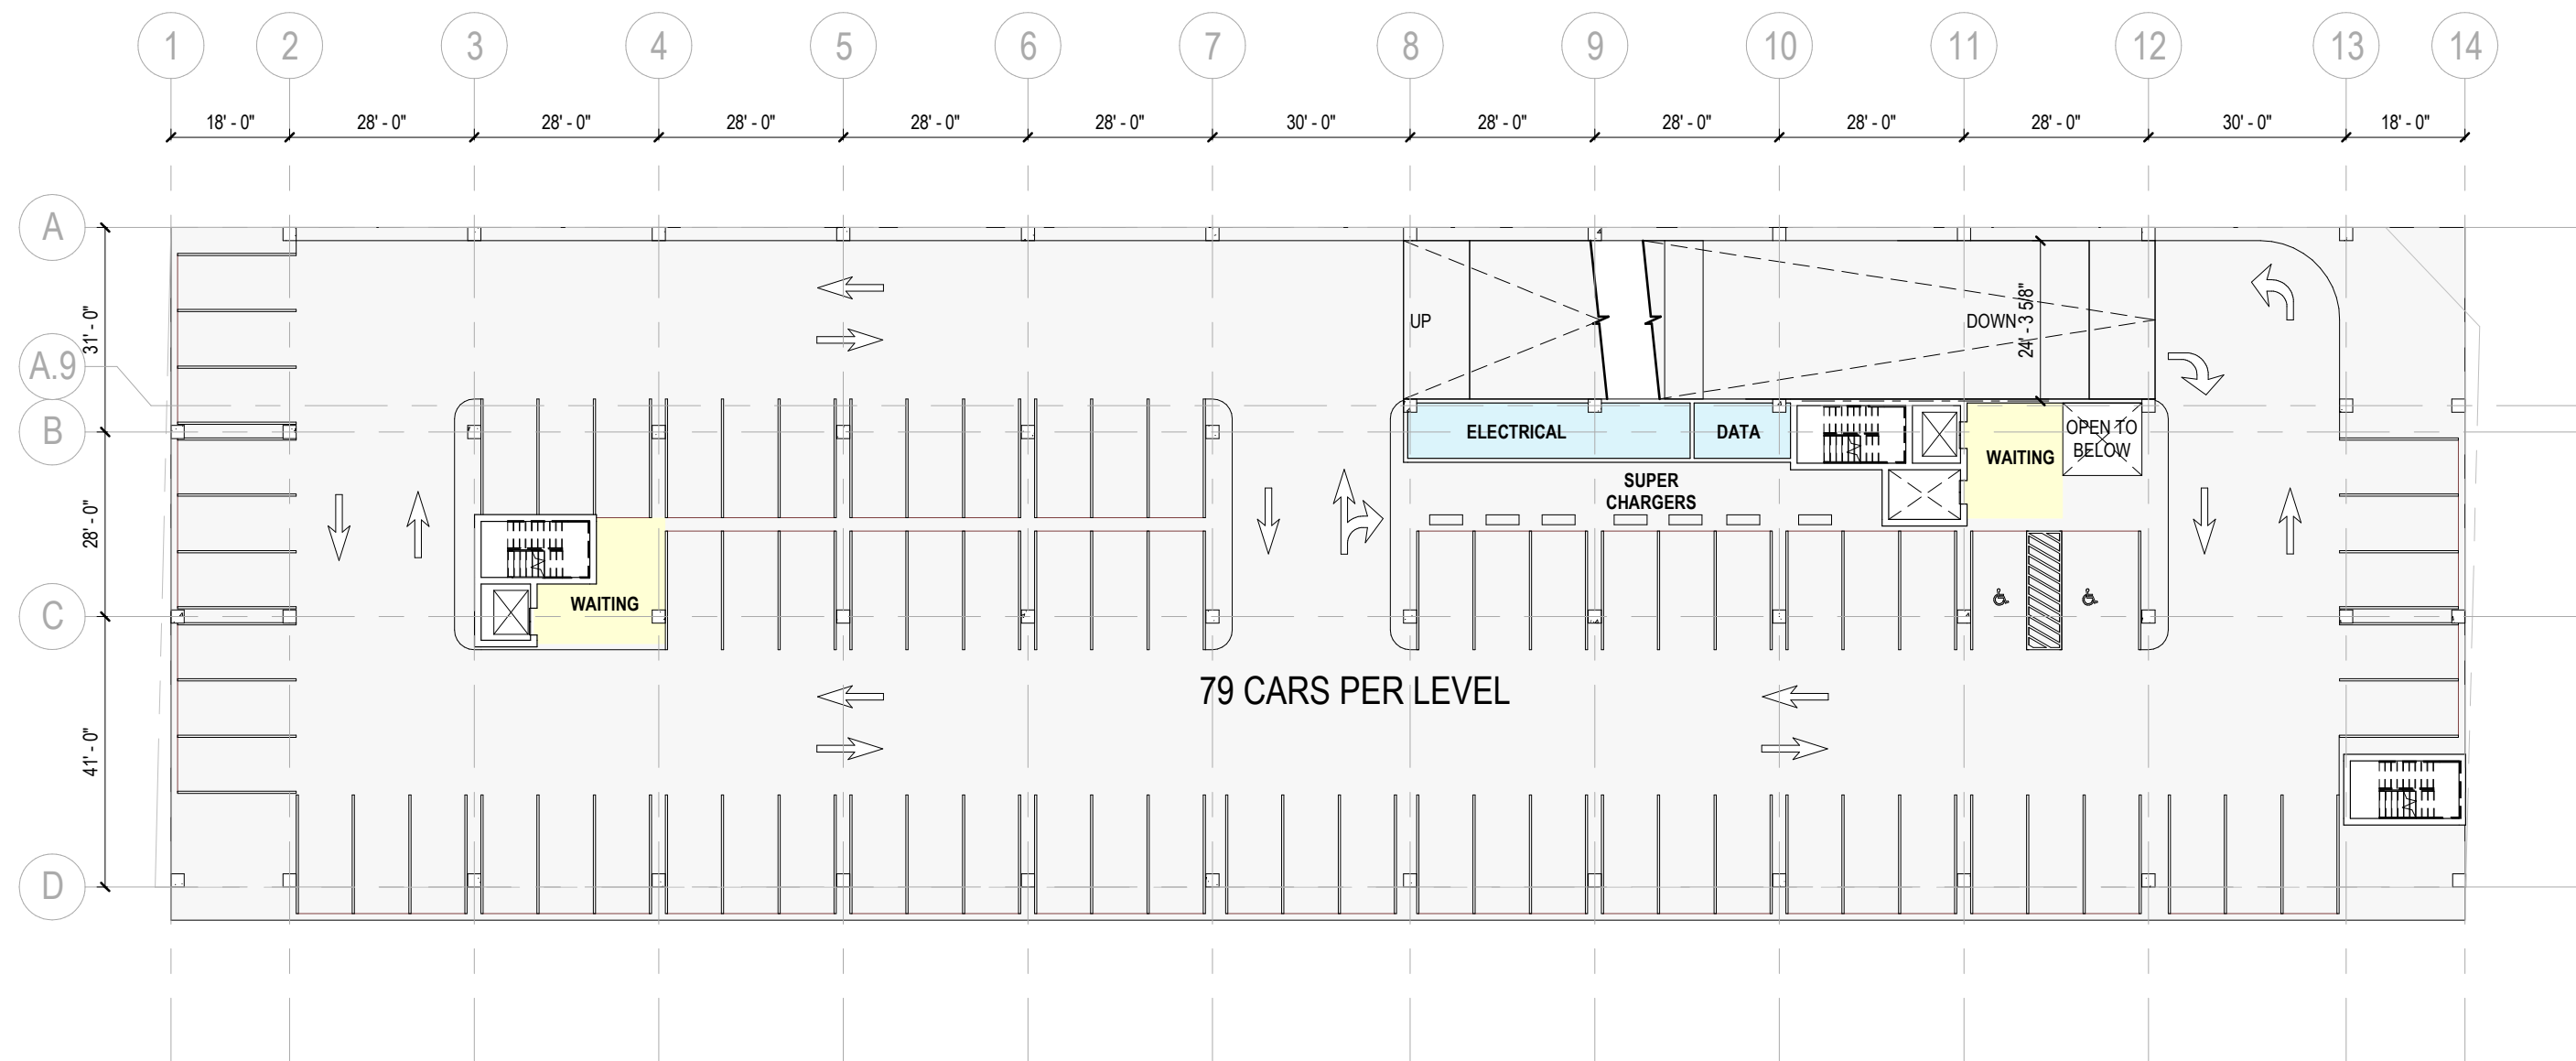 1 2 3 4 5 6 7 8 9 10 11 12 13 14
18' - 0" 28' - 0" 28' - 0" 28' - 0" 28' - 0" 28' - 0" 30' - 0" 28' - 0" 28' - 0" 28' - 0" 28' - 0" 30' - 0" 18' - 0"
A
31' - 0"
UP
DOWN
24' - 3 5/8"
A.9
B
ELECTRICAL
DATA
OPEN TO
BELOW
WAITING
SUPER
CHARGERS
28' - 0"
WAITING
C
79 CARS PER LEVEL
41' - 0"
D